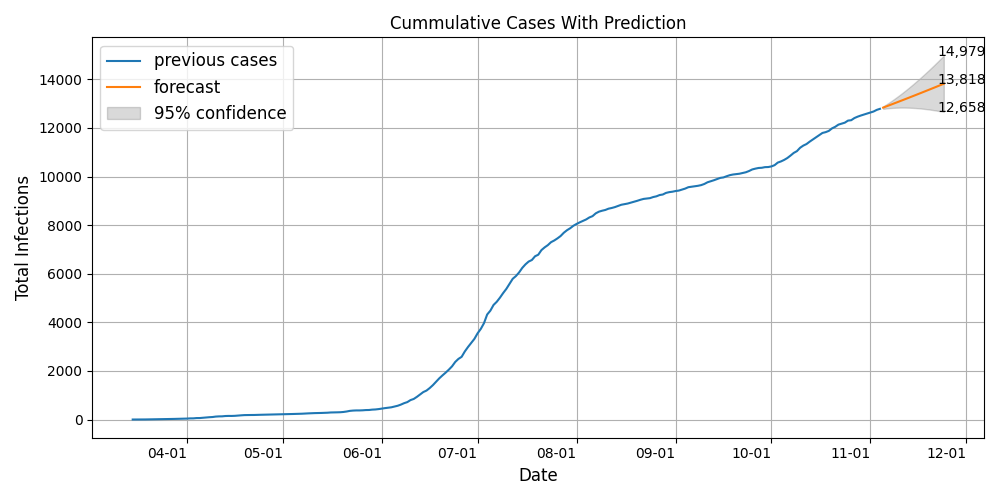 Cummulative Cases With Prediction
previous cases
forecast
95% confidence
14,979
13,818
12,658
Total Infections
14000
12000
10000
8000
6000
4000
2000
0
04-01 05-01 06-01 07-01 08-01 09-01 10-01 11-01 12-01
Date